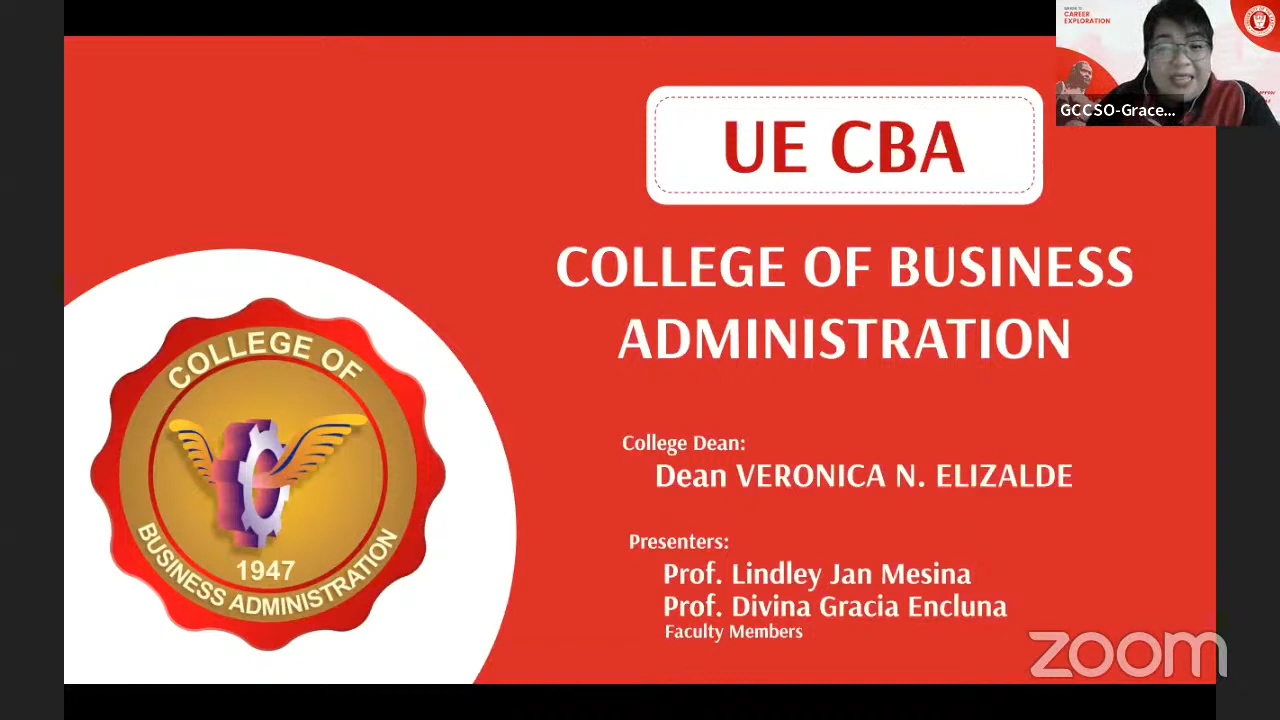 UE CBA
COLLEGE OF BUSINESS
ADMINISTRATION
College Dean:
Dean VERONICA N. ELIZALDE
Presenters:
Prof. Lindley Jan Mesina
Prof. Divina Gracia Encluna
Faculty Members
COLLEGE OF
1947
BUSINESS ADMINISTRATION
CAREER
EXPLORATION
GCCSO-Grace...
zoom